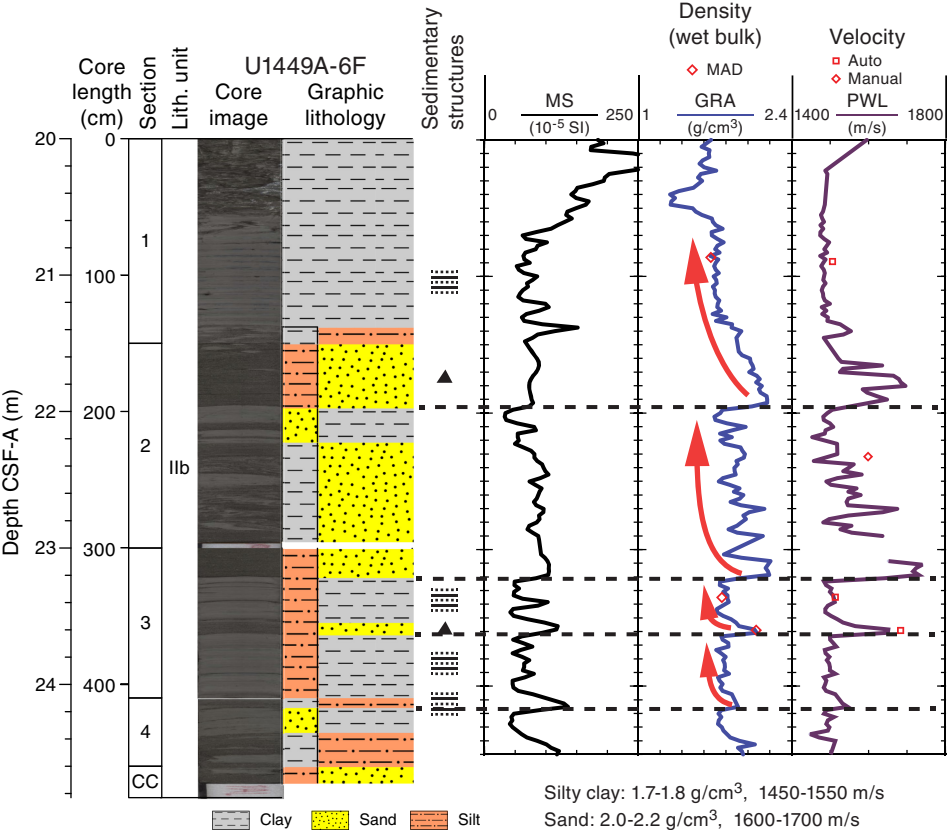 Density
(wet bulk)
MAD
Velocity
Auto
Manual
U1449A-6F
Core
length
(cm)
Section
Lith. unit
Core
image
Graphic
lithology
Sedimentary
structures
MS
0 250
(10-5 SI)
GRA
1 2.4
(g/cm3)
PWL
1400 1800
(m/s)
Depth CSF-A (m)
20 0
1
21 100
200
22
2
IIb
23 300
3
24 400
4
CC
Clay Sand Silt
Silty clay: 1.7-1.8 g/cm3, 1450-1550 m/s
Sand: 2.0-2.2 g/cm3, 1600-1700 m/s